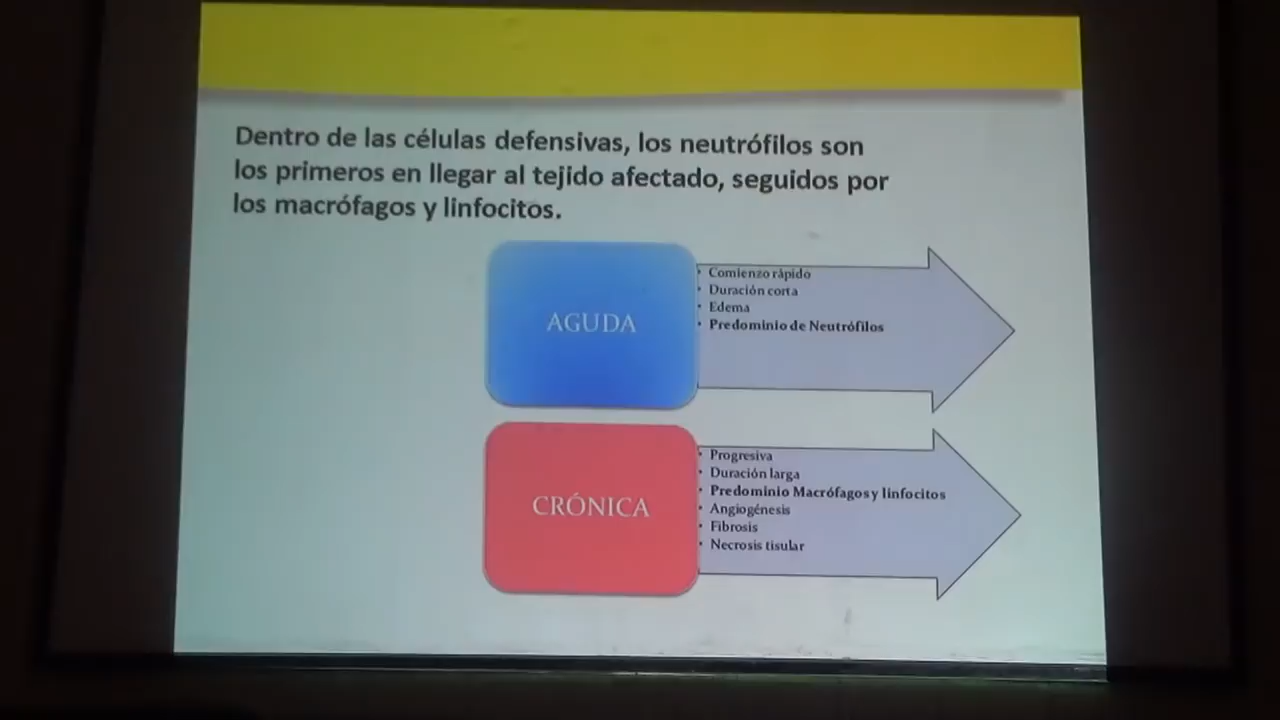 Dentro de las células defensivas, los neutrófilos son
los primeros en llegar al tejido afectado, seguidos por
los macrófagos y linfocitos.
AGUDA
• Comienzo rápido
• Duración corta
• Edema
• Predominio de Neutrófilos
CRÓNICA
• Progresiva
• Duración larga
• Predominio Macrófagos y linfocitos
• Angiogénesis
• Fibrosis
• Necrosis tisular